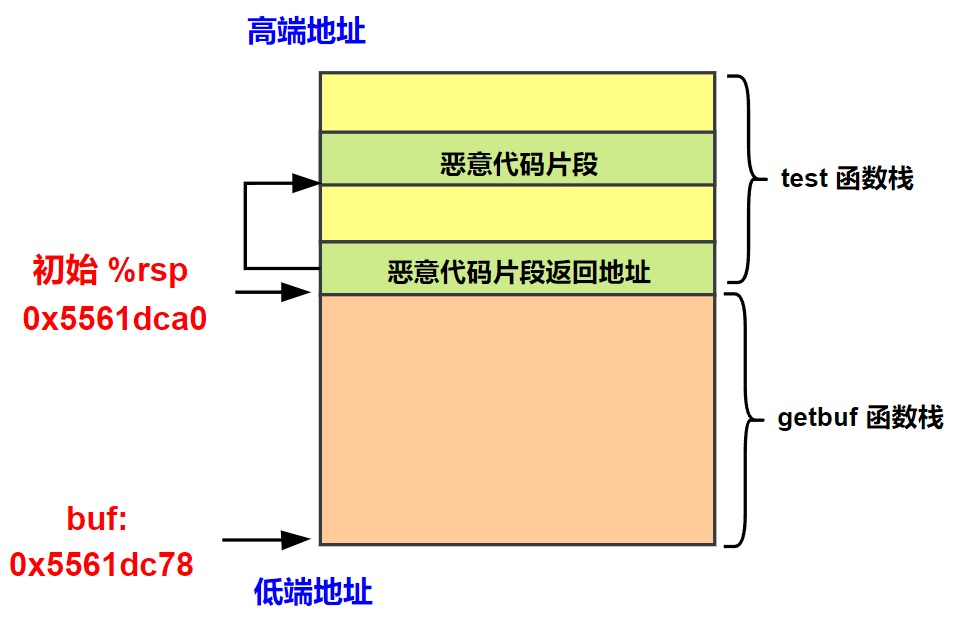 高端地址
恶意代码片段
test 函数栈
恶意代码片段返回地址
初始 %rsp
0x5561dca0
getbuf 函数栈
buf:
0x5561dc78
低端地址